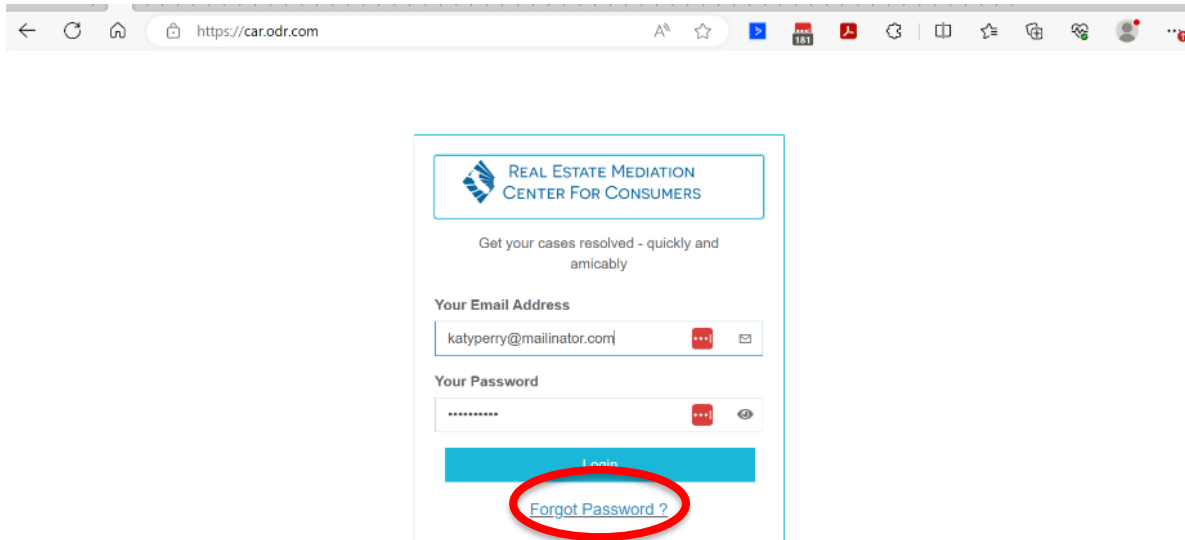 https://car.odr.com
A
181
REAL ESTATE MEDIATION
CENTER FOR CONSUMERS
Get your cases resolved - quickly and
amicably
Your Email Address
katyperry@mailinator.com
Your Password
Login
Forgot Password ?